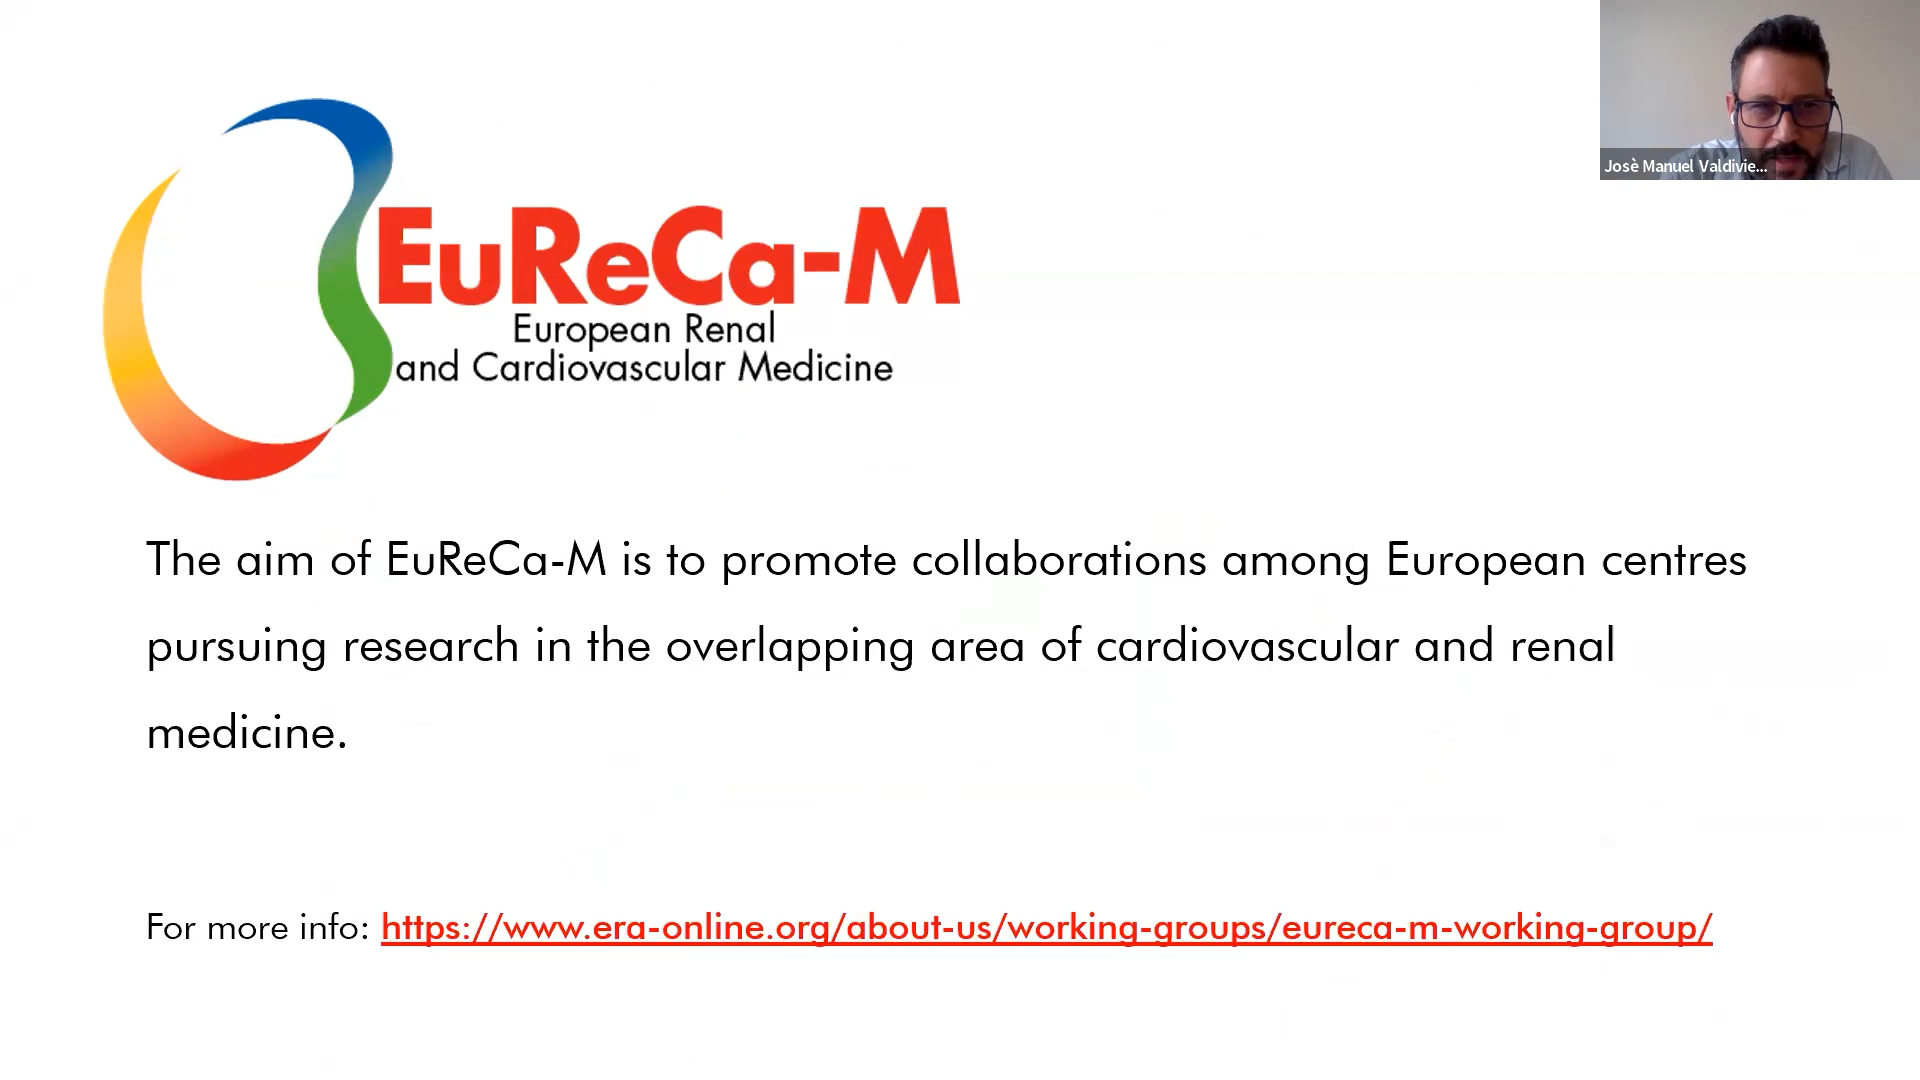 Josè Manuel Valdivie...
EuReCa-M
European Renal
and Cardiovascular Medicine
The aim of EuReCa-M is to promote collaborations among European centres
pursuing research in the overlapping area of cardiovascular and renal
medicine.
For more info: https://www.era-online.org/about-us/working-groups/eureca-m-working-group/